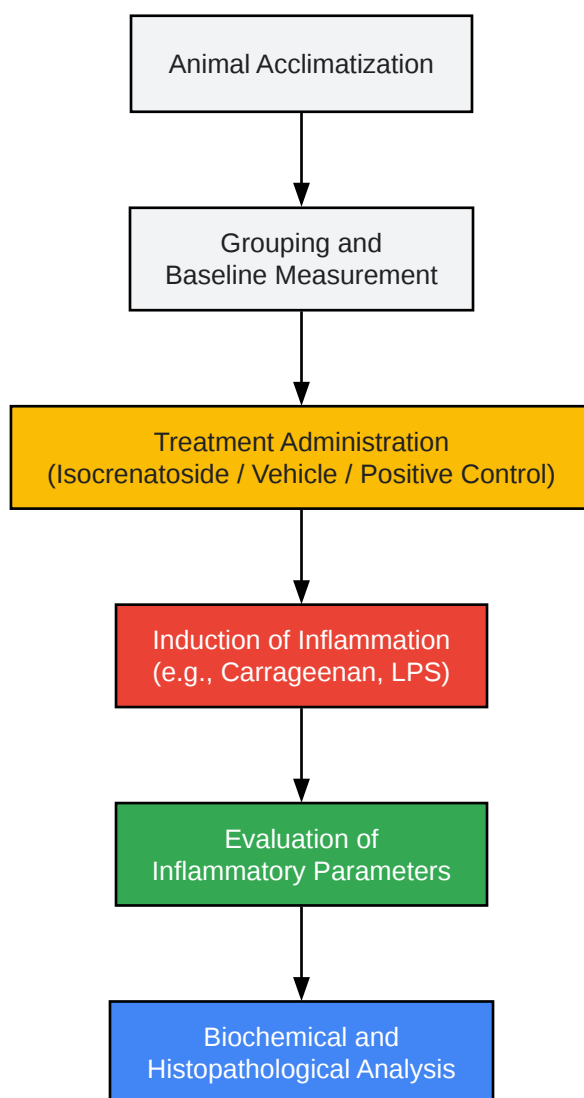 Animal Acclimatization
Grouping and
Baseline Measurement
Treatment Administration
(Isocrenatoside / Vehicle / Positive Control)
Induction of Inflammation
(e.g., Carrageenan, LPS)
Evaluation of
Inflammatory Parameters
Biochemical and
Histopathological Analysis